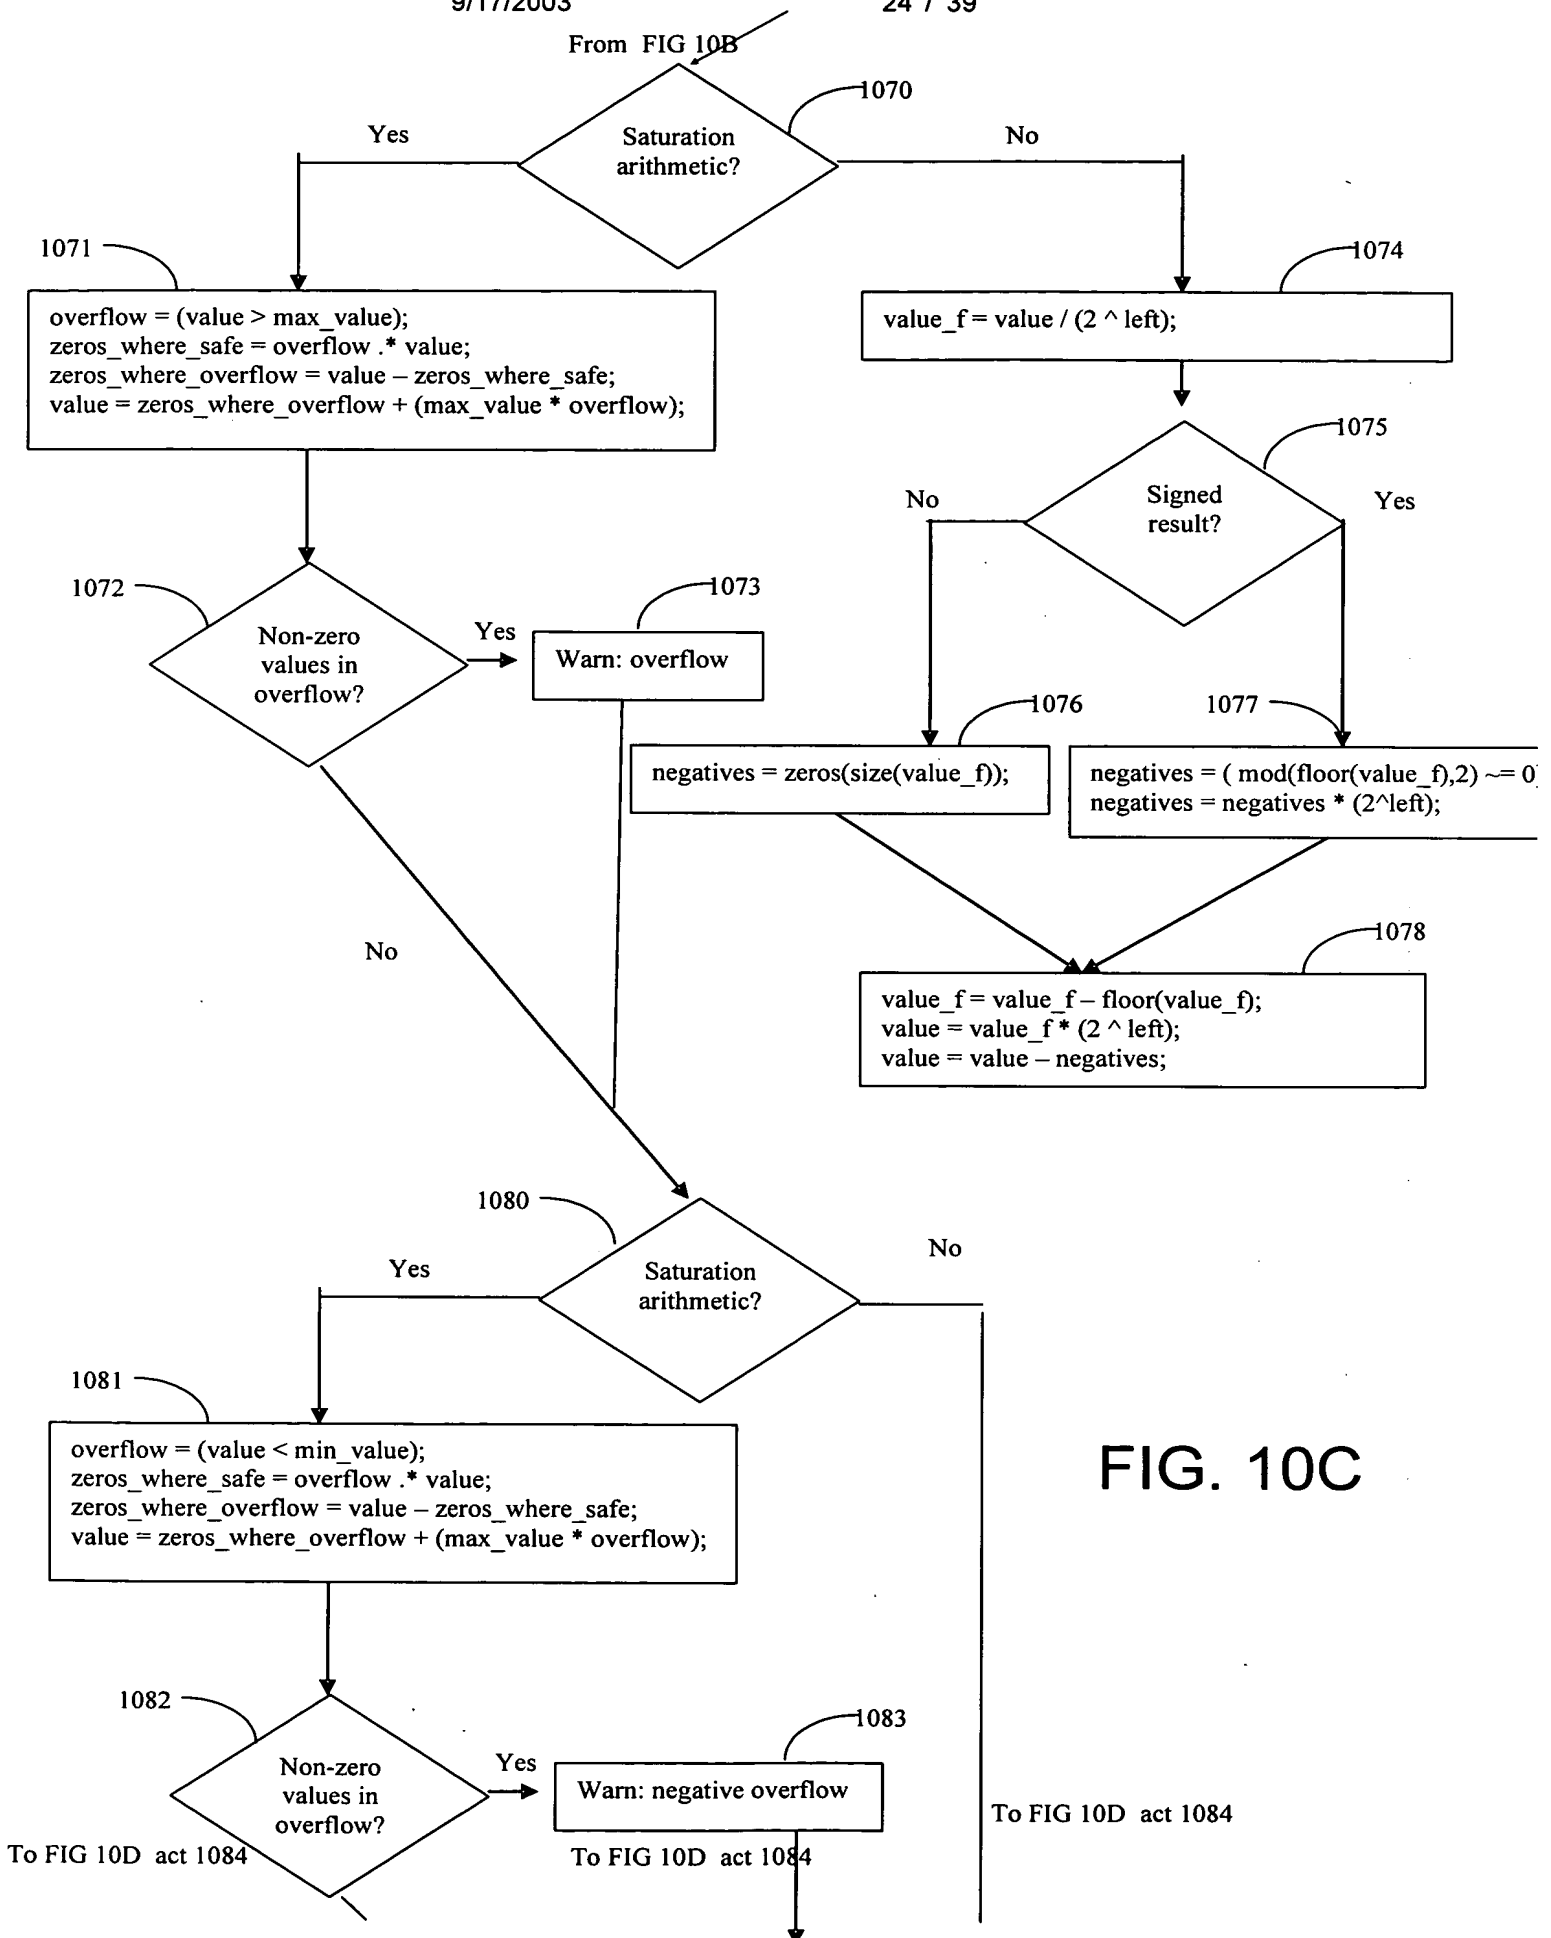 9/17/2003 24 / 39
From FIG 10B
1070
Yes
Saturation
arithmetic?
No
1071
1074
overflow = (value > max_value);
zeros_where_safe = overflow .* value;
zeros_where_overflow = value – zeros_where_safe;
value = zeros_where_overflow + (max_value * overflow);
value_f = value / (2 ^ left);
1075
No
Signed
result?
Yes
1072
1073
Non-zero
values in
overflow?
Yes
Warn: overflow
1076
1077
negatives = zeros(size(value_f));
negatives = ( mod(floor(value_f),2) ~= 0)
negatives = negatives * (2^left);
No
1078
value_f = value_f – floor(value_f);
value = value_f * (2 ^ left);
value = value – negatives;
1080
Yes
Saturation
arithmetic?
No
1081
overflow = (value < min_value);
zeros_where_safe = overflow .* value;
zeros_where_overflow = value – zeros_where_safe;
value = zeros_where_overflow + (max_value * overflow);
FIG. 10C
1082
1083
Non-zero
values in
overflow?
Yes
Warn: negative overflow
To FIG 10D act 1084
To FIG 10D act 1084
To FIG 10D act 1084